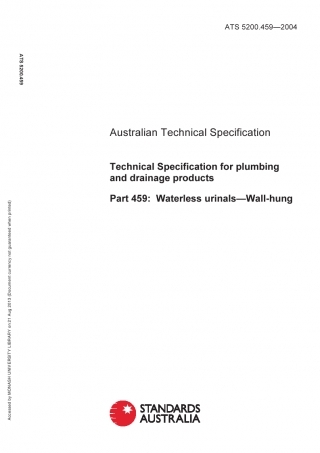 ATS 5200.459—2004
ATS 5200.459
Australian Technical Specification
Technical Specification for plumbing
and drainage products
Part 459: Waterless urinals—Wall-hung
Accessed by MONASH UNIVERSITY LIBRARY on 21 Aug 2013 (Document currency not guaranteed when printed)
STANDARDS
AUSTRALIA